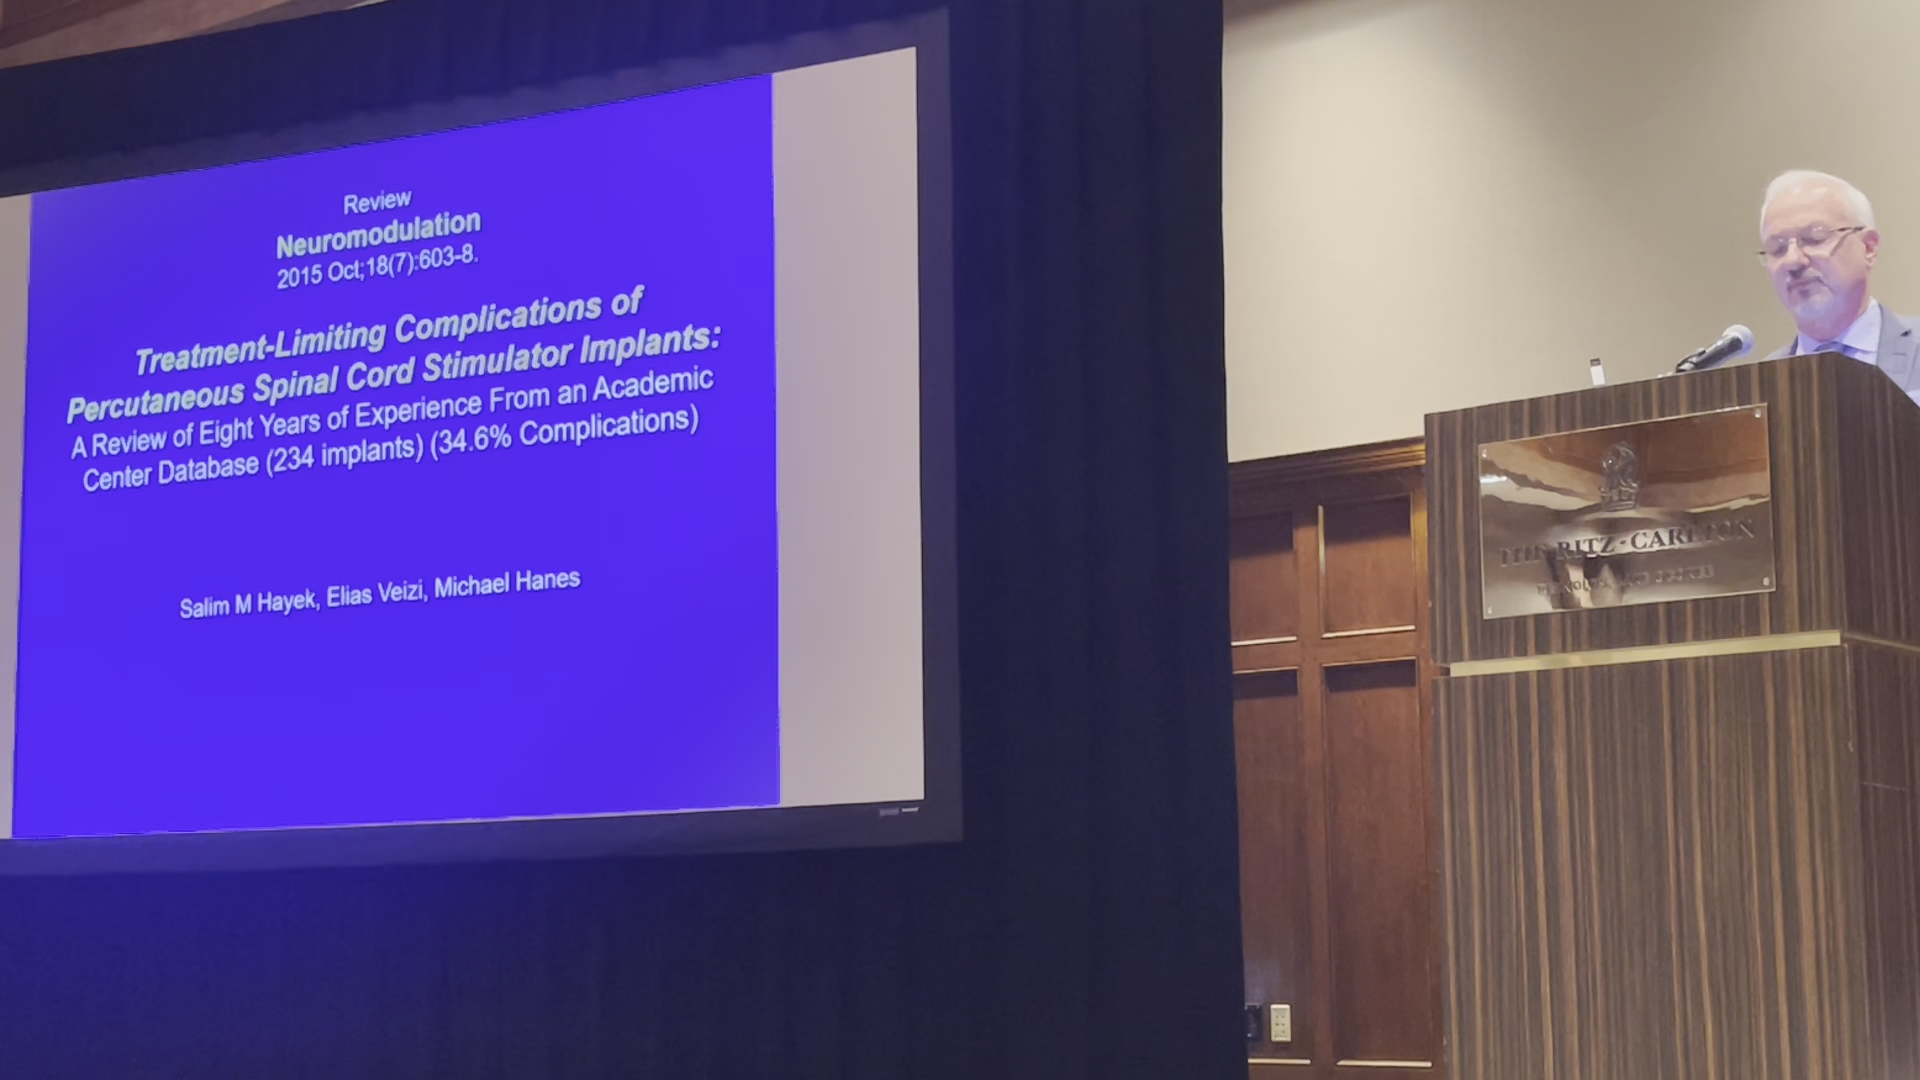 Review
Neuromodulation
2015 Oct;18(7):603-8.
Treatment-Limiting Complications of
Percutaneous Spinal Cord Stimulator Implants:
A Review of Eight Years of Experience From an Academic
Center Database (234 implants) (34.6% Complications)
Salim M Hayek, Elias Veizi, Michael Hanes
THE RITZ-CARLTON